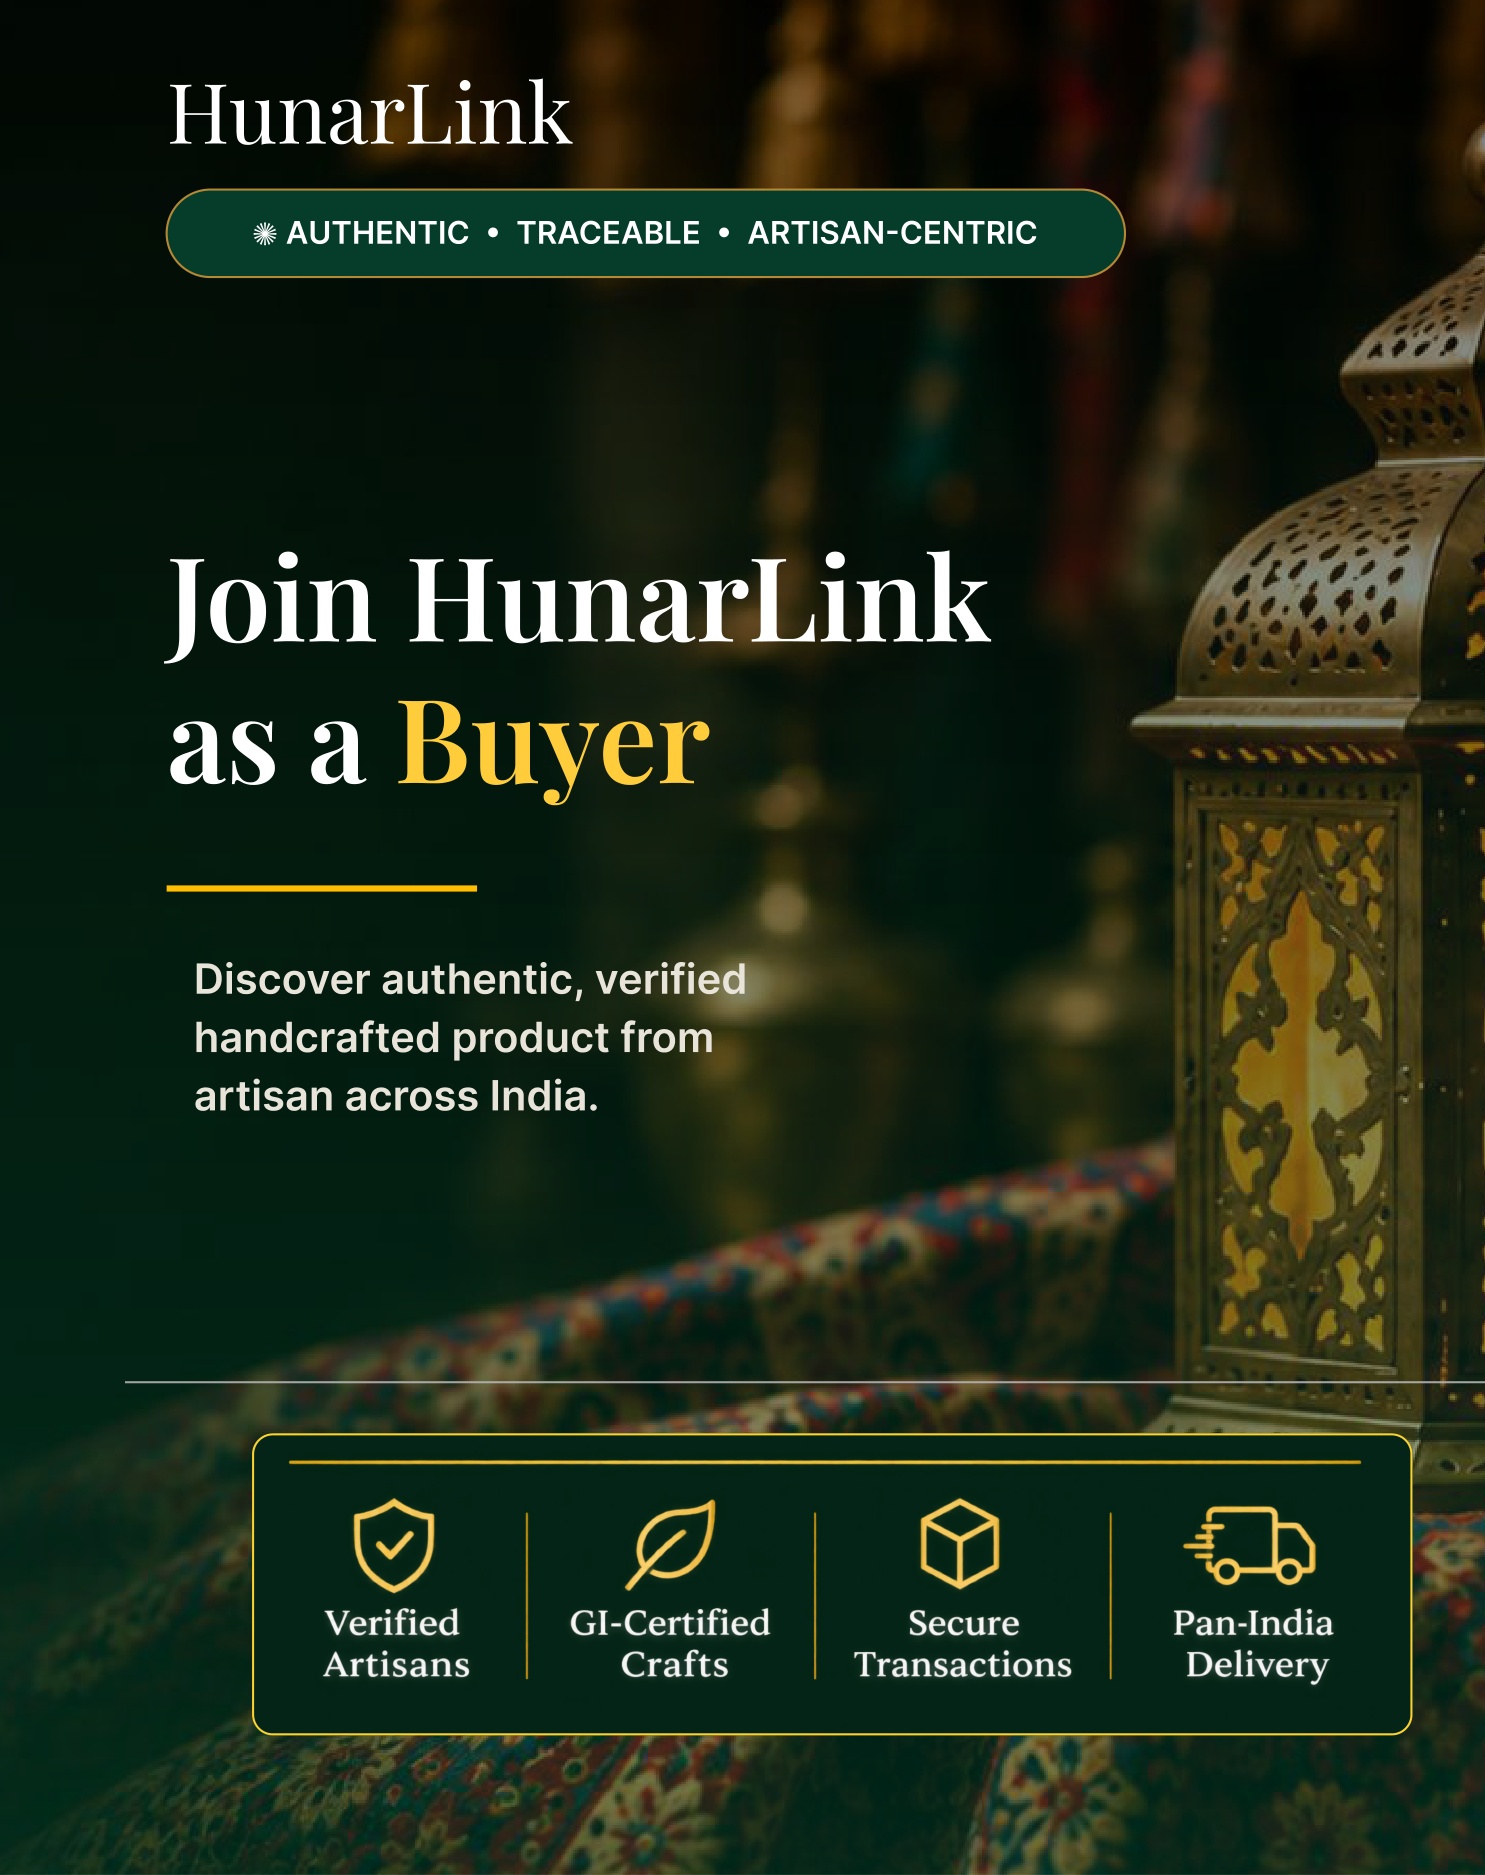 HunarLink
AUTHENTIC • TRACEABLE • ARTISAN-CENTRIC
Join HunarLink
as a Buyer
Discover authentic, verified
handcrafted product from
artisan across India.
Verified
Artisans
GI-Certified
Crafts
Secure
Transactions
Pan-India
Delivery